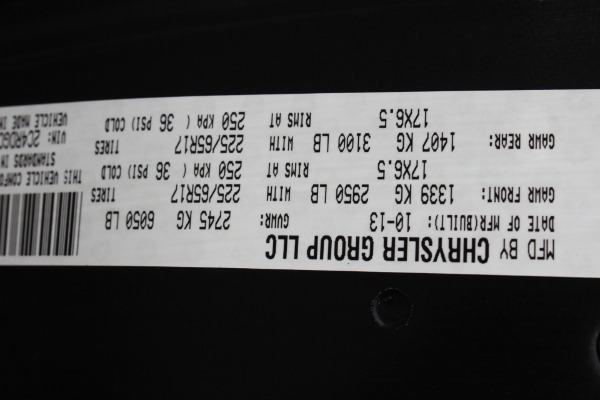 MFD BY CHRYSLER GROUP LLC
DATE OF MFR(BUILT): 10-13 GVWR: 2745 KG 6050 LB
GAWR FRONT: 1339 KG 2950 LB WITH 225/65R17 TIRES
17X6.5 RIMS AT 250 KPA ( 36 PSI) COLD
GAWR REAR: 1407 KG 3100 LB WITH 225/65R17 TIRES
17X6.5 RIMS AT 250 KPA ( 36 PSI) COLD
THIS VEHICLE
STANDARDS IN
VIN:
VEHICLE MADE IN